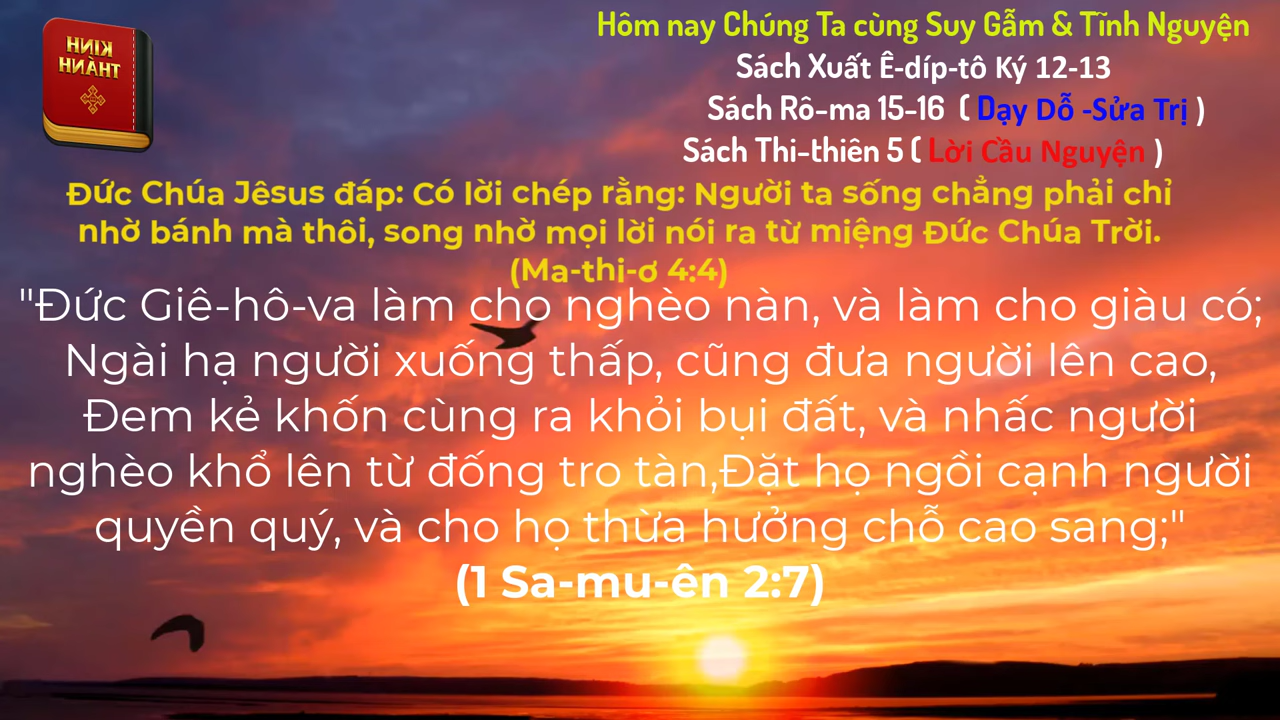 KINH
THÀNH
Hôm nay Chúng Ta cùng Suy Gẫm & Tĩnh Nguyện
Sách Xuất Ê-díp-tô Ký 12-13
Sách Rô-ma 15-16 ( Dạy Dỗ -Sửa Trị )
Sách Thi-thiên 5 ( Lời Cầu Nguyện )
Đức Chúa Jêsus đáp: Có lời chép rằng: Người ta sống chẳng phải chỉ
nhờ bánh mà thôi, song nhờ mọi lời nói ra từ miệng Đức Chúa Trời.
(Ma-thi-ơ 4:4)
"Đức Giê-hô-va làm cho nghèo nàn, và làm cho giàu có;
Ngài hạ người xuống thấp, cũng đưa người lên cao,
Đem kẻ khốn cùng ra khỏi bụi đất, và nhấc người
nghèo khổ lên từ đống tro tàn,Đặt họ ngồi cạnh người
quyền quý, và cho họ thừa hưởng chỗ cao sang;"
(1 Sa-mu-ên 2:7)